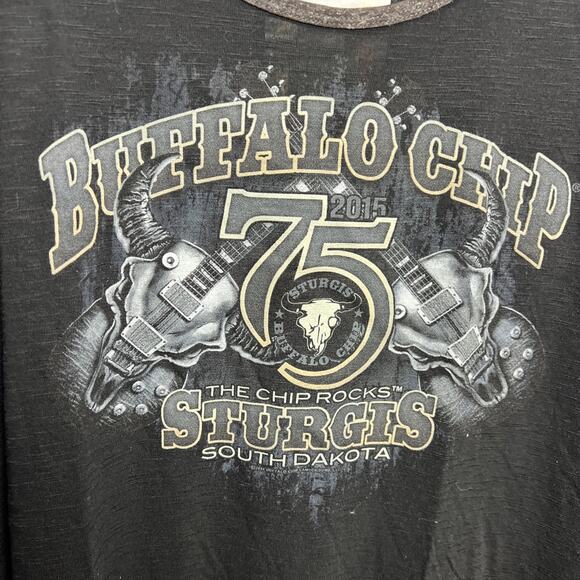 BUFFALO CHIP
2015
75
STURGIS
BUFFALO CHIP
THE CHIP ROCKS™
STURGIS
SOUTH DAKOTA